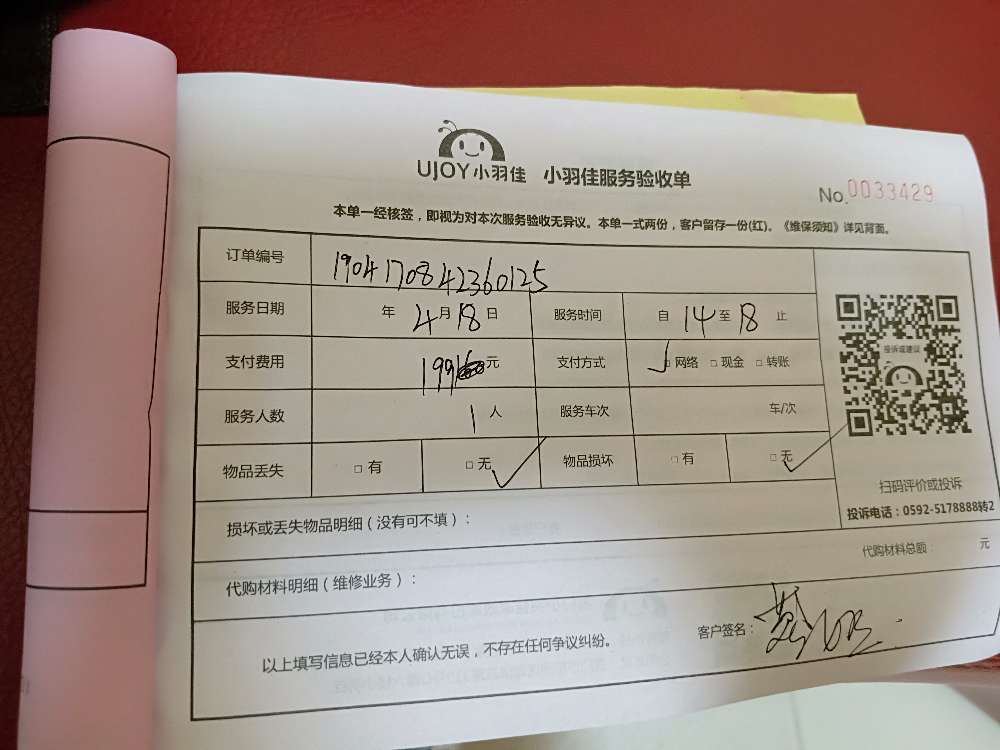 UJOY小羽佳 小羽佳服务验收单
No.0033429
本单一经核签，即视为对本次服务验收无异议。本单一式两份，客户留存一份(红)。《维保须知》详见背面。
订单编号 1904170842360125
服务日期 年 4月18日 服务时间 自 14 至 18 止
支付费用 199元 支付方式 □网络 □现金 □转账
服务人数 1人 服务车次 车/次
物品丢失 □有 □无 物品损坏 □有 □无
投诉或建议
扫码评价或投诉
投诉电话：0592-5178888转2
损坏或丢失物品明细（没有可不填）：
代购材料明细（维修业务）：
代购材料总额： 元
以上填写信息已经本人确认无误，不存在任何争议纠纷。
客户签名：